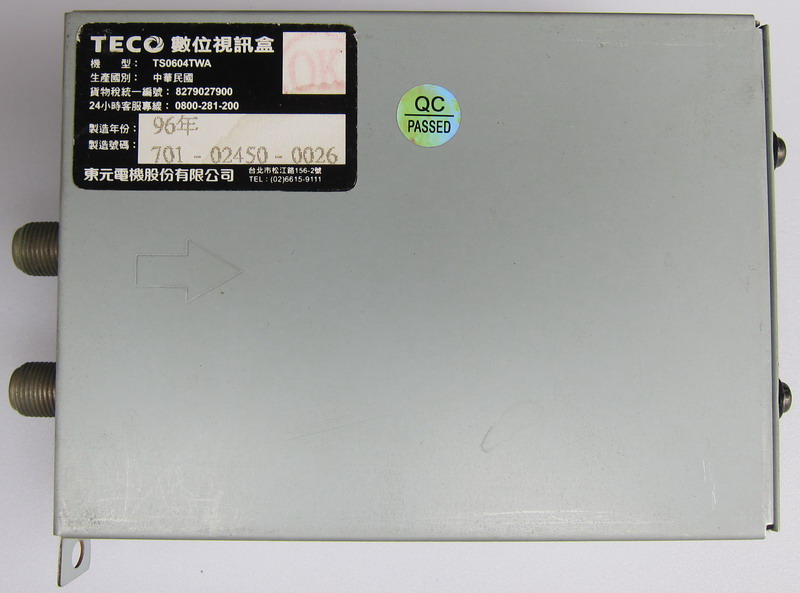 TECO 數位視訊盒
機 型： TS0604TWA
生產國別： 中華民國
貨物稅統一編號： 8279027900
24小時客服專線： 0800-281-200
製造年份： 96年
製造號碼： 701 - 02450 - 0026
東元電機股份有限公司
台北市松江路156-2號
TEL：(02)6615-9111
OK
QC
PASSED